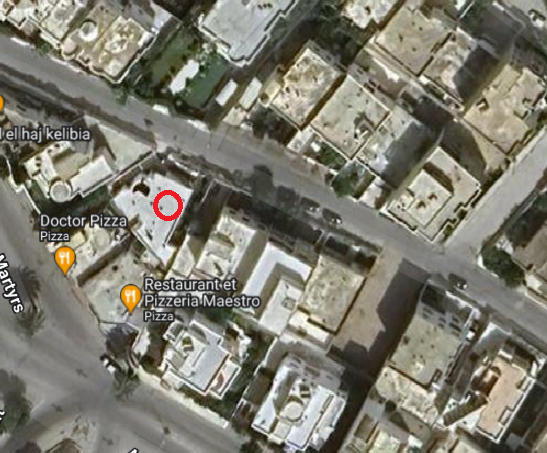 el haj kelibia
Doctor Pizza
Pizza
Restaurant et
Pizzeria Maestro
Pizza
Martyrs